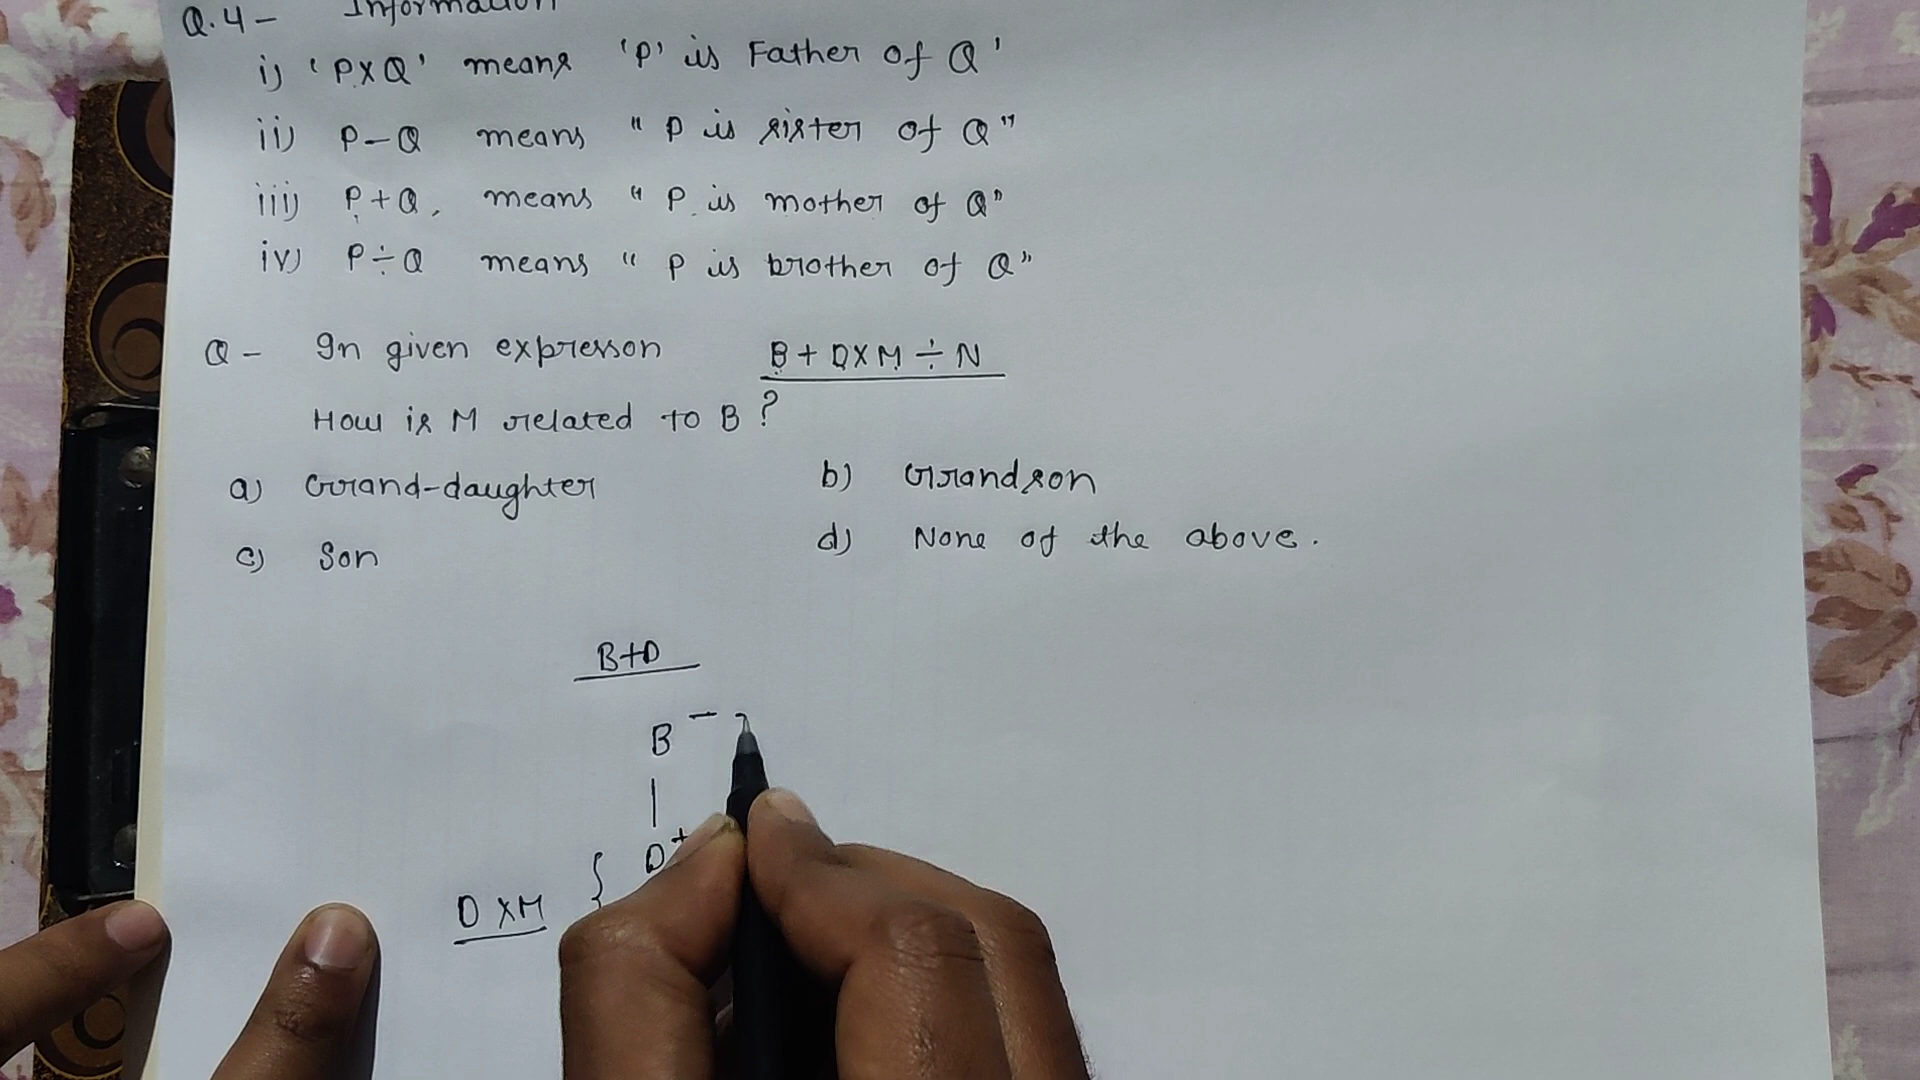 Q.4- Information
i) 'P×Q' means 'P' is Father of Q'
ii) P-Q means "P is sister of Q"
iii) P+Q, means "P is mother of Q"
iv) P÷Q means "P is brother of Q"
Q- In given expresson B+D×M÷N
How is M related to B?
a) Grand-daughter b) Grandson
c) Son d) None of the above.
B+D
B -
|
D +
D×M {